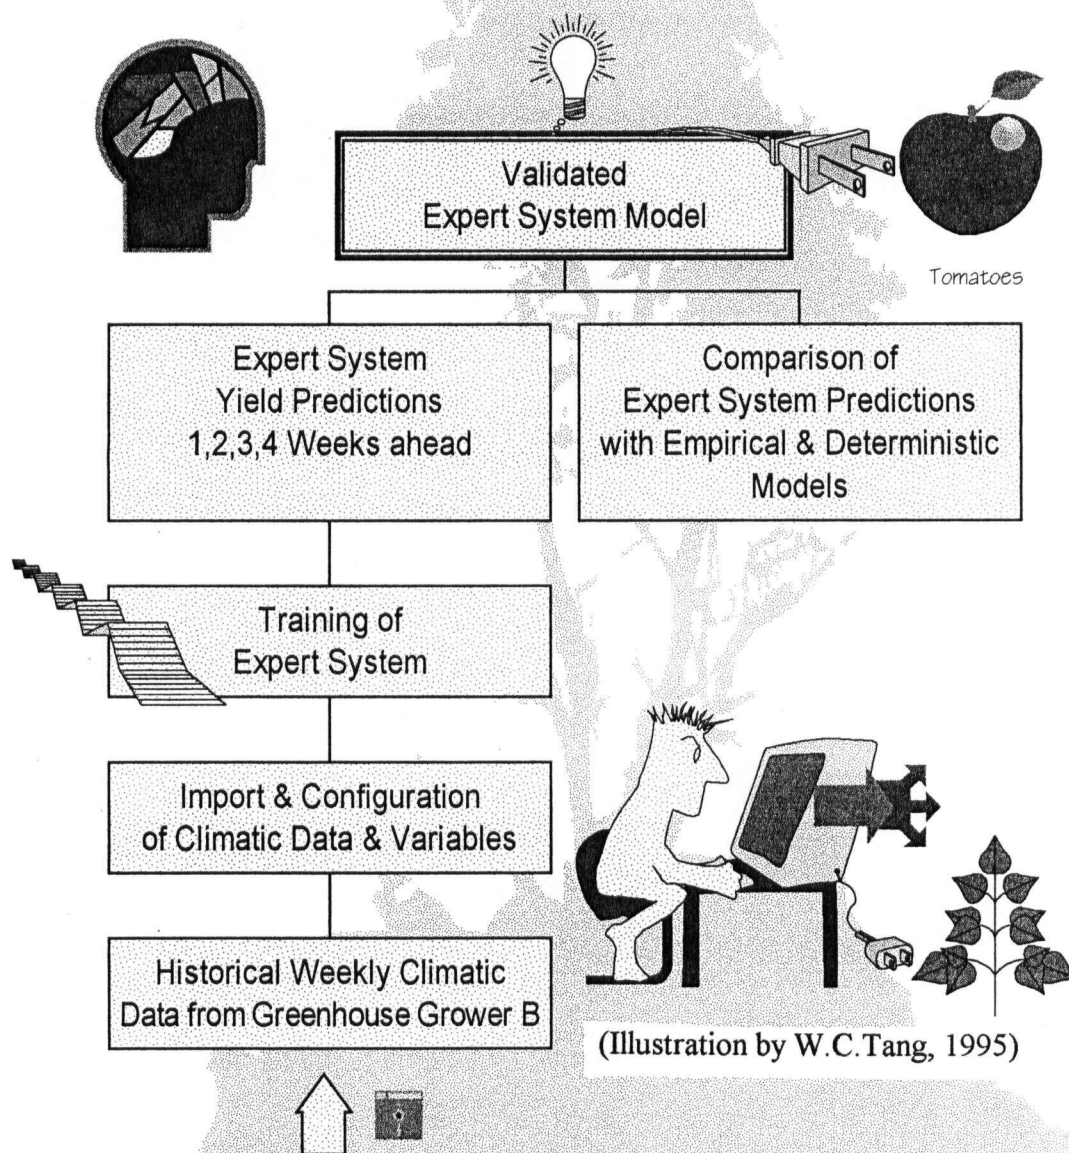 Validated
Expert System Model
Tomatoes
Expert System
Yield Predictions
1,2,3,4 Weeks ahead
Comparison of
Expert System Predictions
with Empirical & Deterministic
Models
Training of
Expert System
Import & Configuration
of Climatic Data & Variables
Historical Weekly Climatic
Data from Greenhouse Grower B
(Illustration by W.C.Tang, 1995)